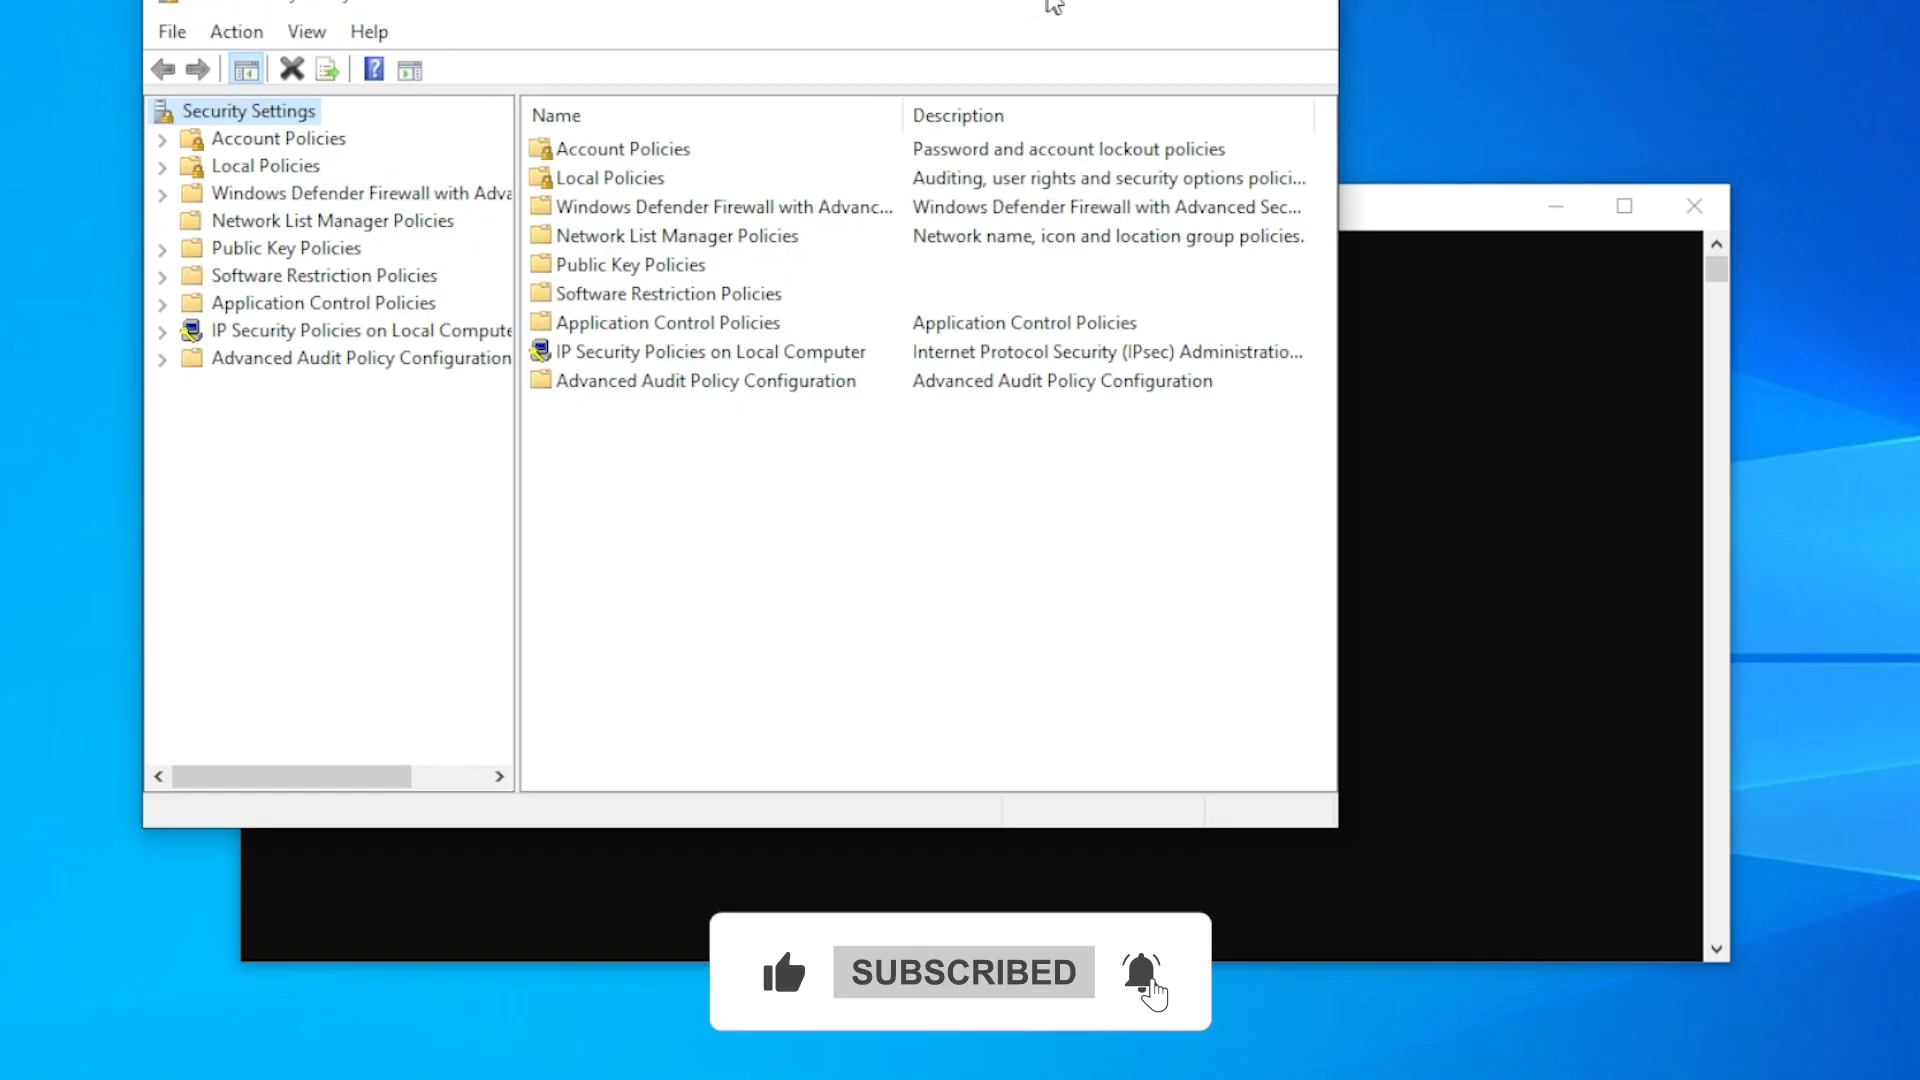 File Action View Help
Security Settings
Account Policies
Local Policies
Windows Defender Firewall with Adva
Network List Manager Policies
Public Key Policies
Software Restriction Policies
Application Control Policies
IP Security Policies on Local Compute
Advanced Audit Policy Configuration
Name Description
Account Policies Password and account lockout policies
Local Policies Auditing, user rights and security options polici...
Windows Defender Firewall with Advanc... Windows Defender Firewall with Advanced Sec...
Network List Manager Policies Network name, icon and location group policies.
Public Key Policies
Software Restriction Policies
Application Control Policies Application Control Policies
IP Security Policies on Local Computer Internet Protocol Security (IPsec) Administratio...
Advanced Audit Policy Configuration Advanced Audit Policy Configuration
SUBSCRIBED